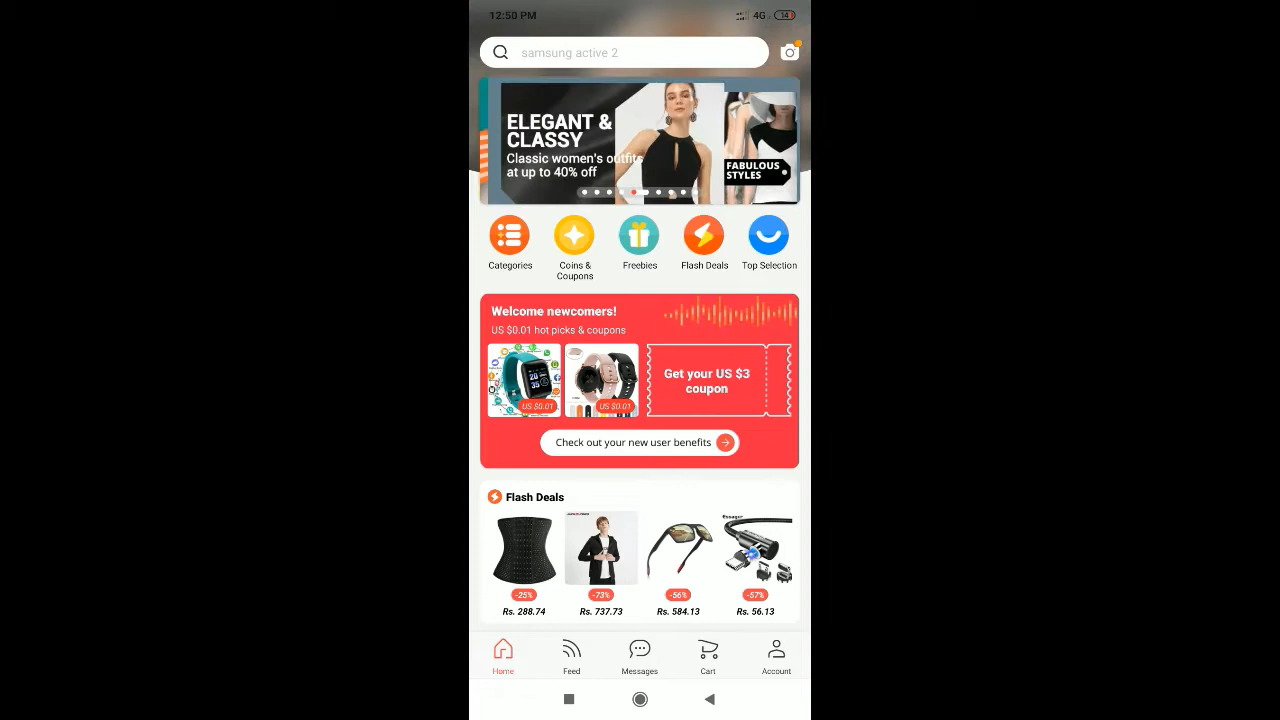 12:50 PM
4G
14
samsung active 2
ELEGANT &
CLASSY
Classic women's outfits
at up to 40% off
FABULOUS
STYLES
Categories
Coins &
Coupons
Freebies
Flash Deals
Top Selection
Welcome newcomers!
US $0.01 hot picks & coupons
US $0.01
US $0.01
Get your US $3
coupon
Check out your new user benefits
Flash Deals
Essager
-25%
-73%
-56%
-57%
Rs. 288.74
Rs. 737.73
Rs. 584.13
Rs. 56.13
Home
Feed
Messages
Cart
Account